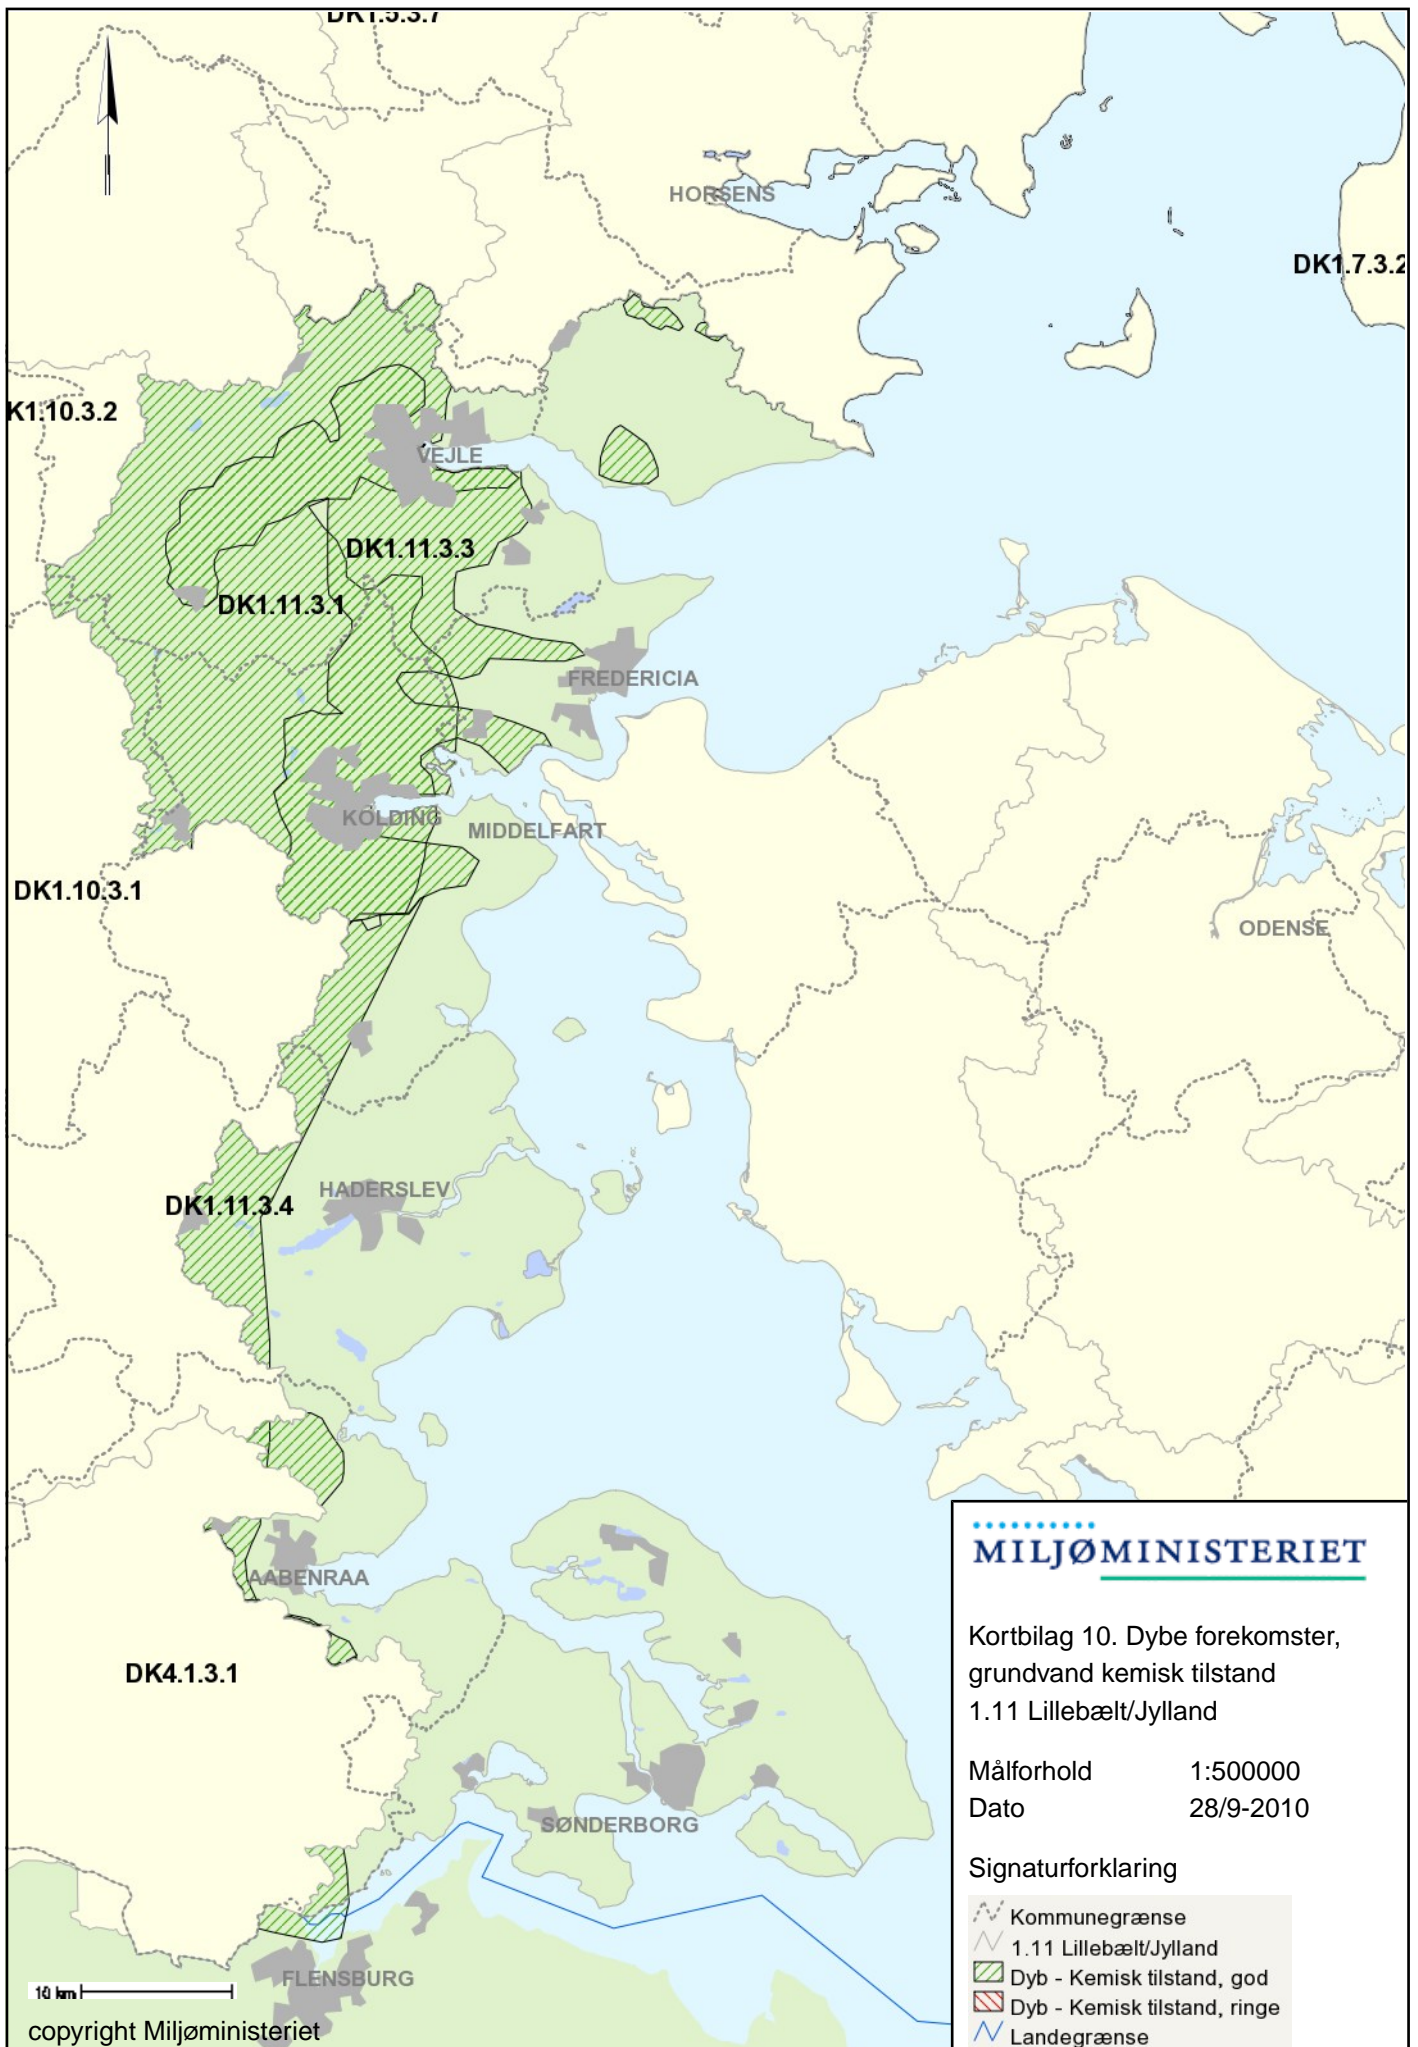 DK1.5.3.7
HORSENS
DK1.7.3.2
K1.10.3.2
VEJLE
DK1.11.3.3
DK1.11.3.1
FREDERICIA
KOLDING
MIDDELFART
DK1.10.3.1
ODENSE
HADERSLEV
DK1.11.3.4
AABENRAA
DK4.1.3.1
SØNDERBORG
FLENSBURG
10 km
copyright Miljøministeriet
MILJØMINISTERIET
Kortbilag 10. Dybe forekomster,
grundvand kemisk tilstand
1.11 Lillebælt/Jylland
Målforhold 1:500000
Dato 28/9-2010
Signaturforklaring
Kommunegrænse
1.11 Lillebælt/Jylland
Dyb - Kemisk tilstand, god
Dyb - Kemisk tilstand, ringe
Landegrænse